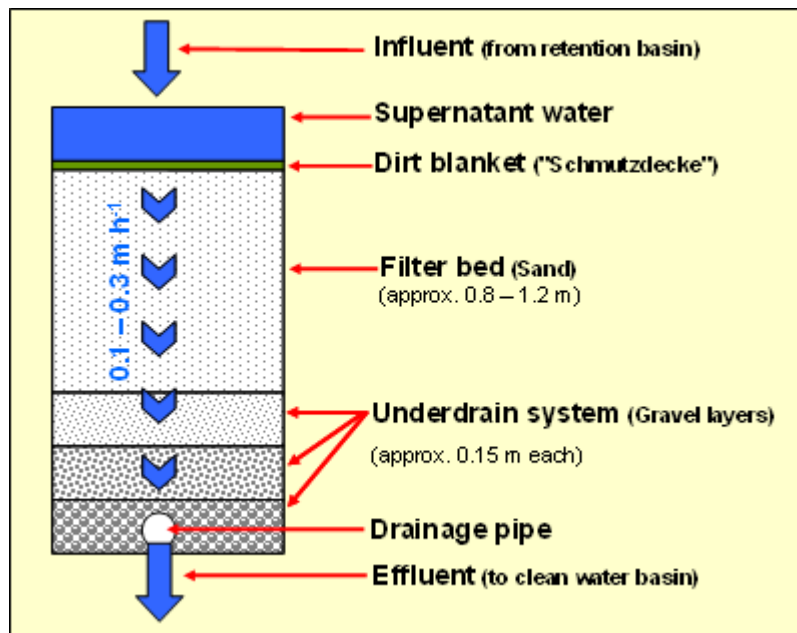 Influent (from retention basin)
Supernatant water
Dirt blanket ("Schmutzdecke")
0.1 – 0.3 m h⁻¹
Filter bed (Sand)
(approx. 0.8 – 1.2 m)
Underdrain system (Gravel layers)
(approx. 0.15 m each)
Drainage pipe
Effluent (to clean water basin)